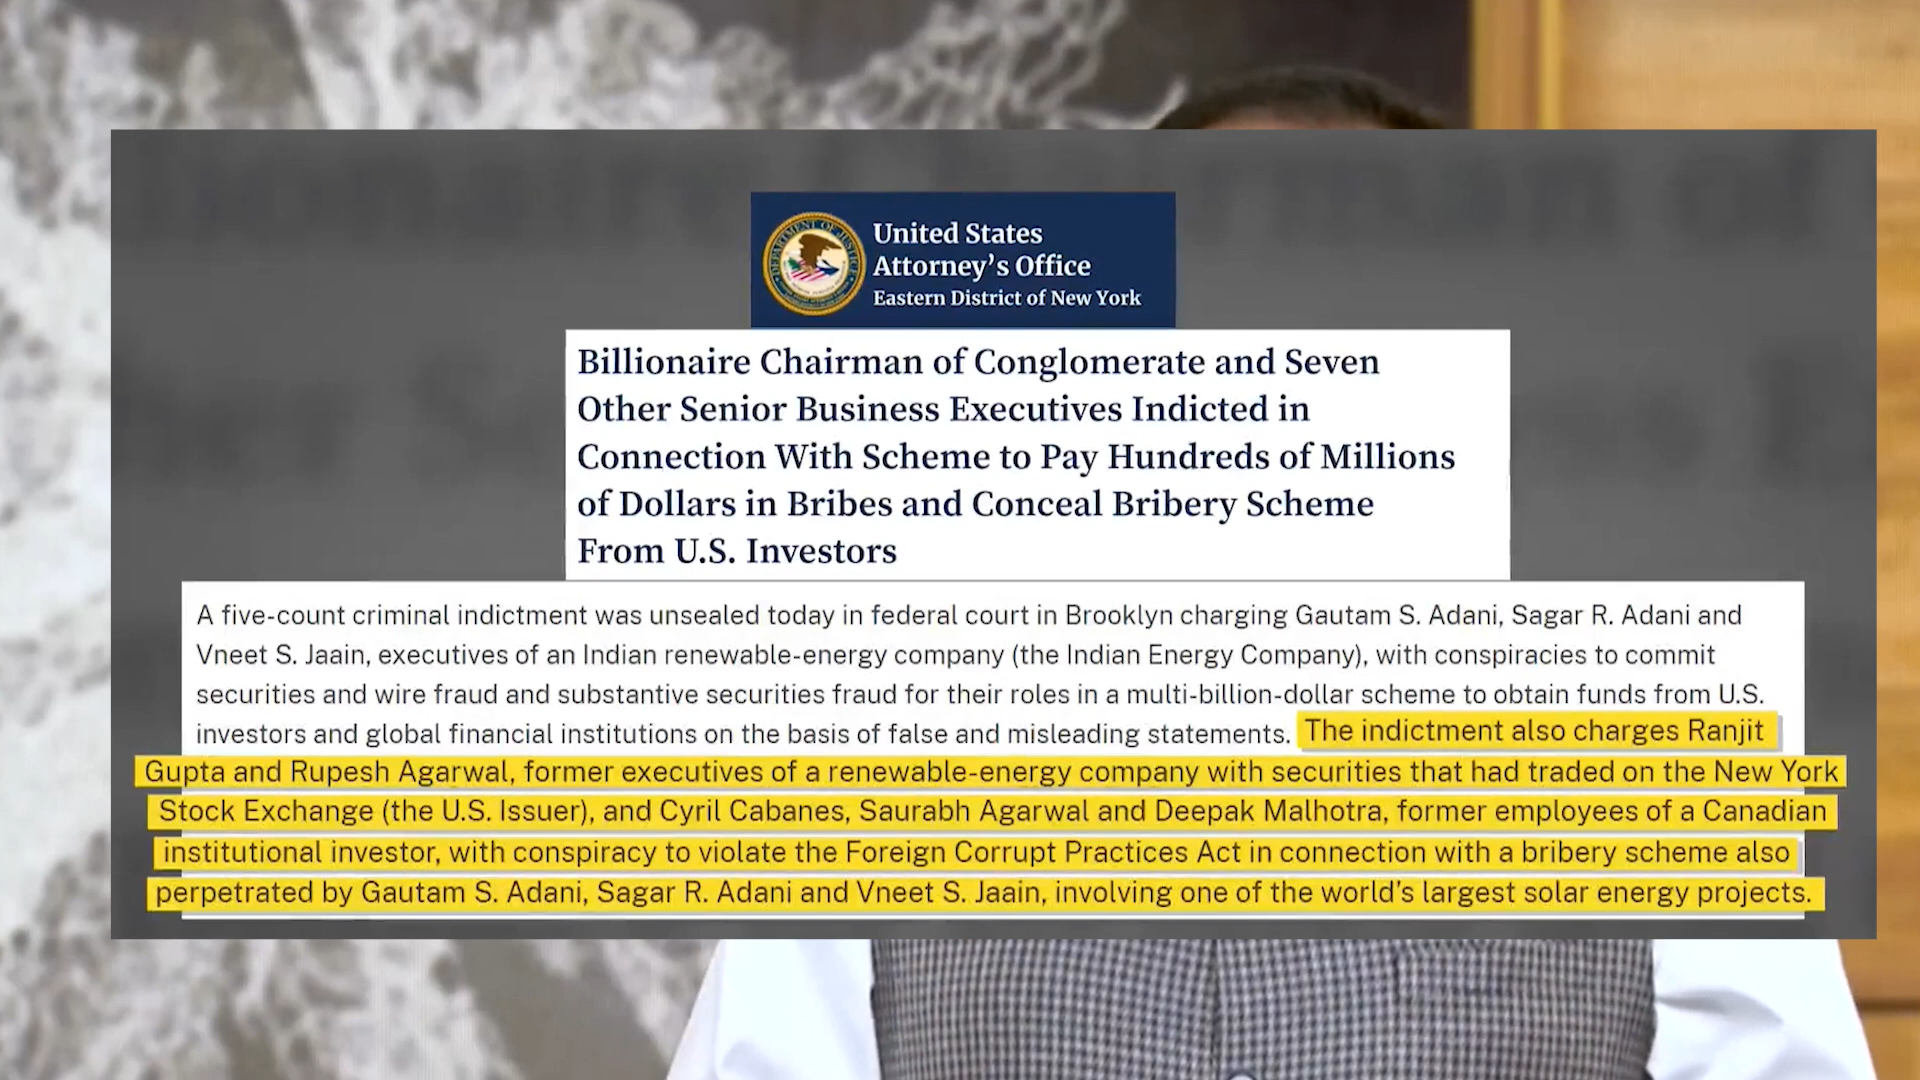 United States
Attorney's Office
Eastern District of New York
Billionaire Chairman of Conglomerate and Seven
Other Senior Business Executives Indicted in
Connection With Scheme to Pay Hundreds of Millions
of Dollars in Bribes and Conceal Bribery Scheme
From U.S. Investors
A five-count criminal indictment was unsealed today in federal court in Brooklyn charging Gautam S. Adani, Sagar R. Adani and
Vneet S. Jaain, executives of an Indian renewable-energy company (the Indian Energy Company), with conspiracies to commit
securities and wire fraud and substantive securities fraud for their roles in a multi-billion-dollar scheme to obtain funds from U.S.
investors and global financial institutions on the basis of false and misleading statements. The indictment also charges Ranjit
Gupta and Rupesh Agarwal, former executives of a renewable-energy company with securities that had traded on the New York
Stock Exchange (the U.S. Issuer), and Cyril Cabanes, Saurabh Agarwal and Deepak Malhotra, former employees of a Canadian
institutional investor, with conspiracy to violate the Foreign Corrupt Practices Act in connection with a bribery scheme also
perpetrated by Gautam S. Adani, Sagar R. Adani and Vneet S. Jaain, involving one of the world's largest solar energy projects.